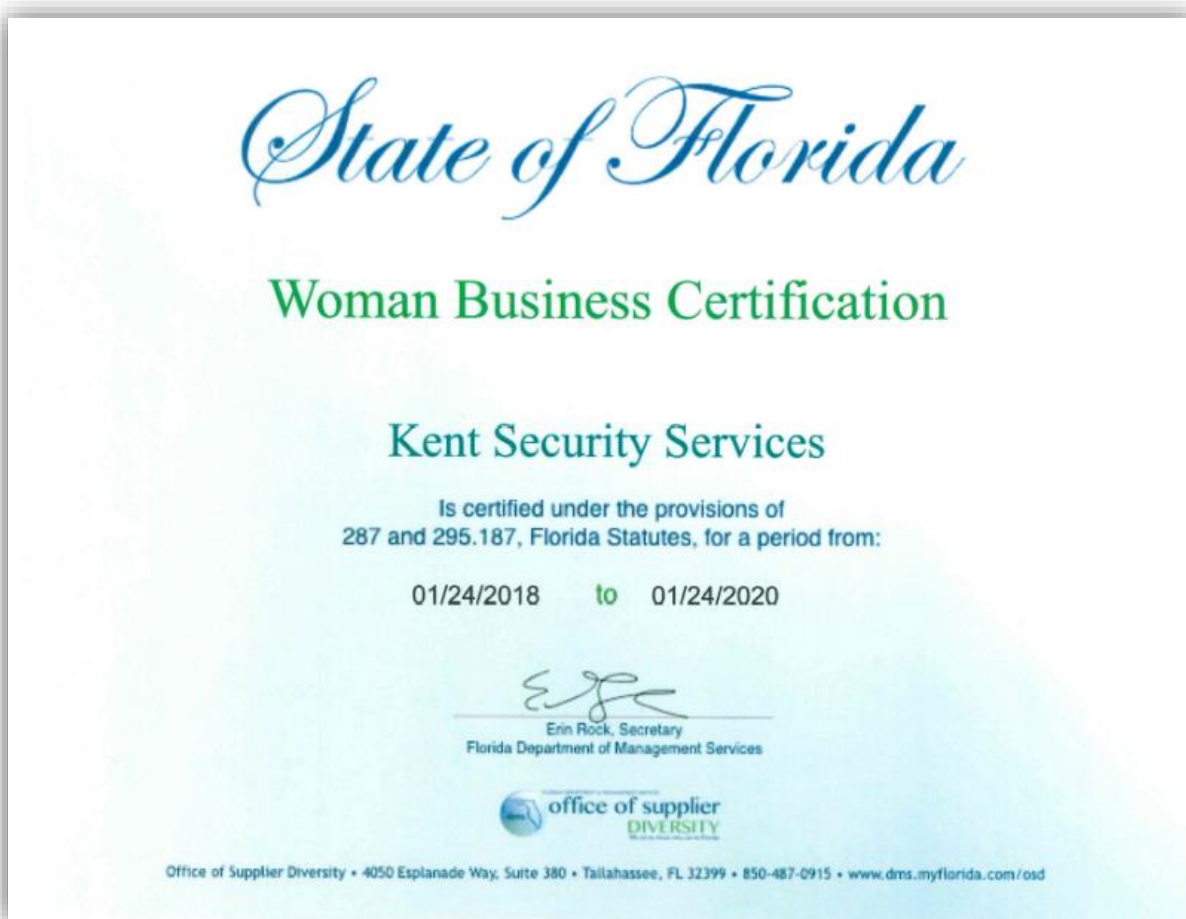 State of Florida
Woman Business Certification
Kent Security Services
Is certified under the provisions of
287 and 295.187, Florida Statutes, for a period from:
01/24/2018 to 01/24/2020
Erin Rock, Secretary
Florida Department of Management Services
office of supplier
DIVERSITY
Office of Supplier Diversity • 4050 Esplanade Way, Suite 380 • Tallahassee, FL 32399 • 850-487-0915 • www.dms.myflorida.com/osd